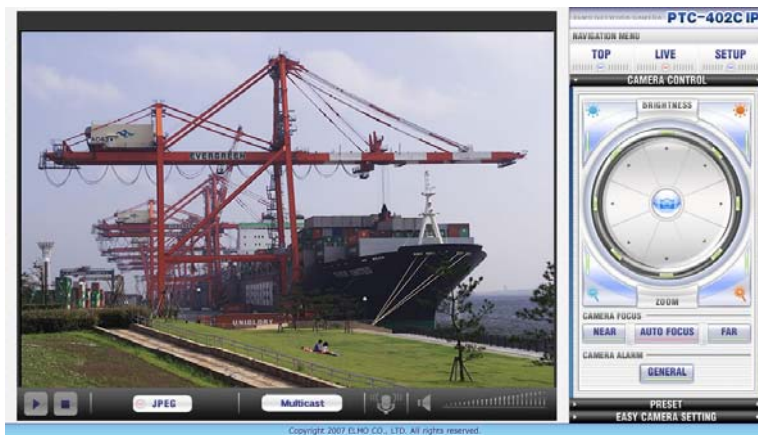 PTC-402C IP
NAVIGATION MENU
TOP LIVE SETUP
CAMERA CONTROL
BRIGHTNESS
EVERGREEN
UNIGLORY
ZOOM
CAMERA FOCUS
NEAR AUTO FOCUS FAR
CAMERA ALARM
GENERAL
JPEG Multicast
PRESET
EASY CAMERA SETTING
Copyright 2007 ELMO CO., LTD. All rights reserved.